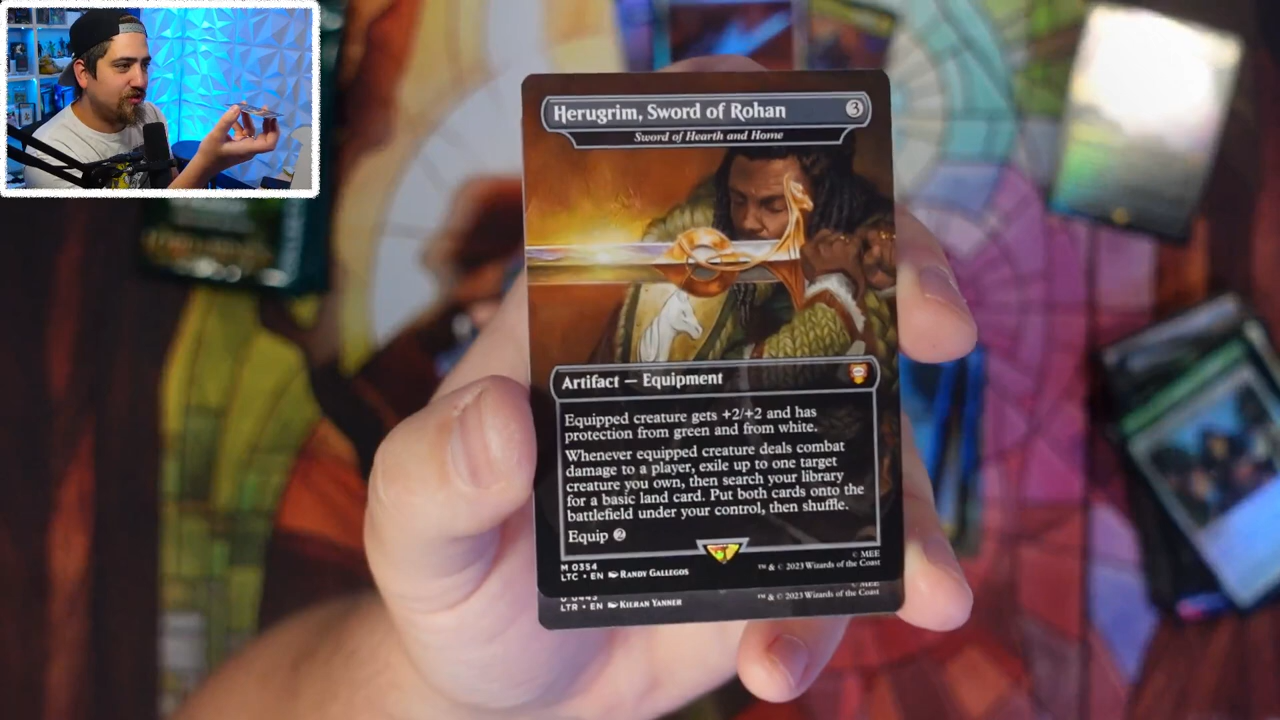 Herugrim, Sword of Rohan 3
Sword of Hearth and Home
Artifact — Equipment
Equipped creature gets +2/+2 and has
protection from green and from white.
Whenever equipped creature deals combat
damage to a player, exile up to one target
creature you own, then search your library
for a basic land card. Put both cards onto the
battlefield under your control, then shuffle.
Equip 2
M 0354
LTC • EN RANDY GALLEGOS
© MEE
™ & © 2023 Wizards of the Coast
LTR • EN KIERAN YANNER
™ & © 2023 Wizards of the Coast